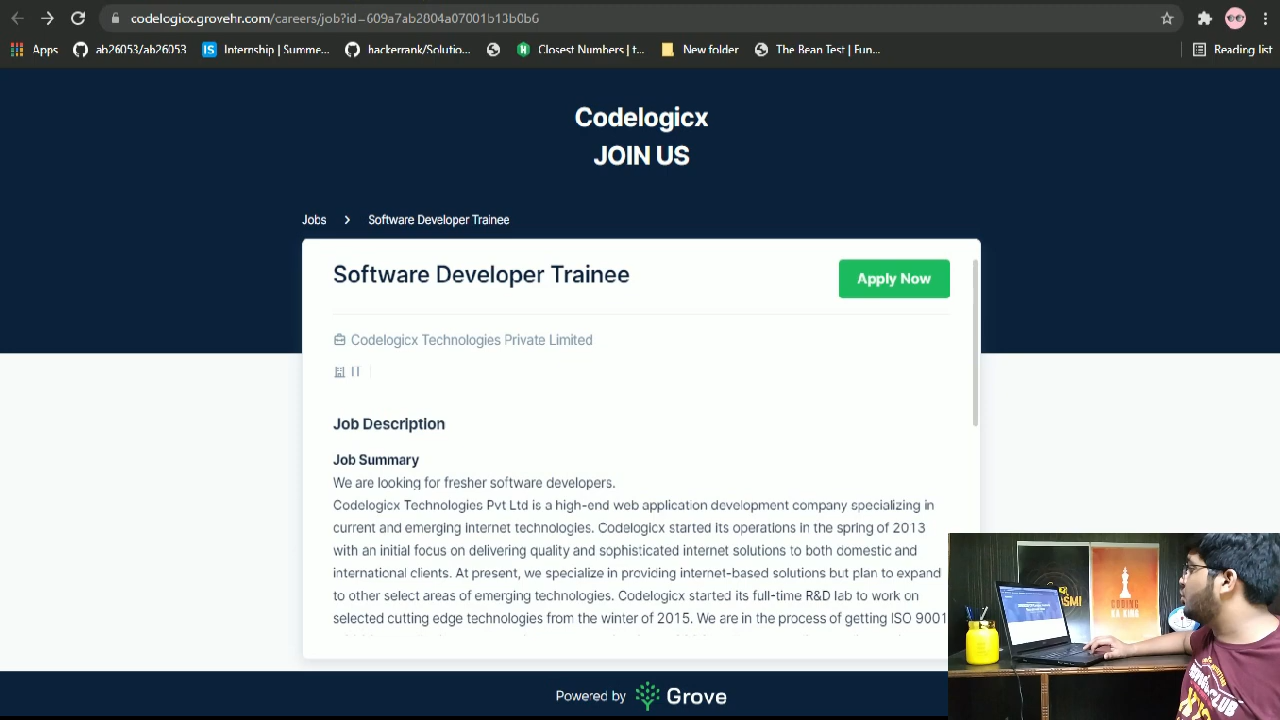 codelogicx.grovehr.com/careers/job?id=609a7ab2804a07001b13b0b6
Apps ab26053/ab26053 Internship | Summe... hackerrank/Solutio... Closest Numbers | t... New folder The Bean Test | Fun... Reading list
Codelogicx
JOIN US
Jobs > Software Developer Trainee
Software Developer Trainee
Apply Now
Codelogicx Technologies Private Limited
Job Description
Job Summary
We are looking for fresher software developers.
Codelogicx Technologies Pvt Ltd is a high-end web application development company specializing in
current and emerging internet technologies. Codelogicx started its operations in the spring of 2013
with an initial focus on delivering quality and sophisticated internet solutions to both domestic and
international clients. At present, we specialize in providing internet-based solutions but plan to expand
to other select areas of emerging technologies. Codelogicx started its full-time R&D lab to work on
selected cutting edge technologies from the winter of 2015. We are in the process of getting ISO 9001
CODING
KA KING
Powered by Grove